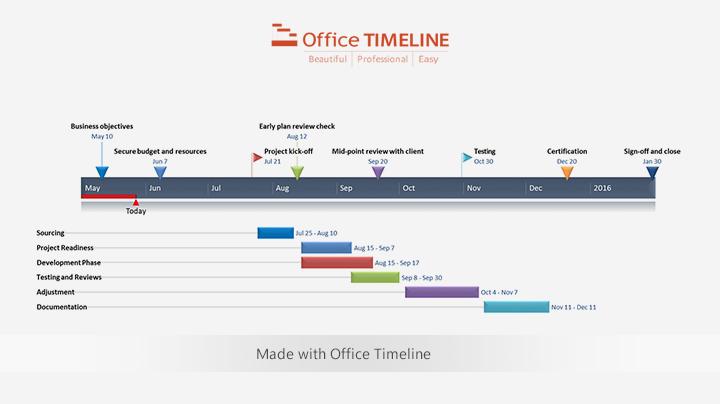 Office TIMELINE
Beautiful | Professional | Easy
Business objectives
May 10
Early plan review check
Aug 12
Secure budget and resources
Jun 7
Project kick-off
Jul 21
Mid-point review with client
Sep 20
Testing
Oct 30
Certification
Dec 20
Sign-off and close
Jan 30
May Jun Jul Aug Sep Oct Nov Dec 2016
Today
Sourcing Jul 25 - Aug 10
Project Readiness Aug 15 - Sep 7
Development Phase Aug 15 - Sep 17
Testing and Reviews Sep 8 - Sep 30
Adjustment Oct 4 - Nov 7
Documentation Nov 11 - Dec 11
Made with Office Timeline